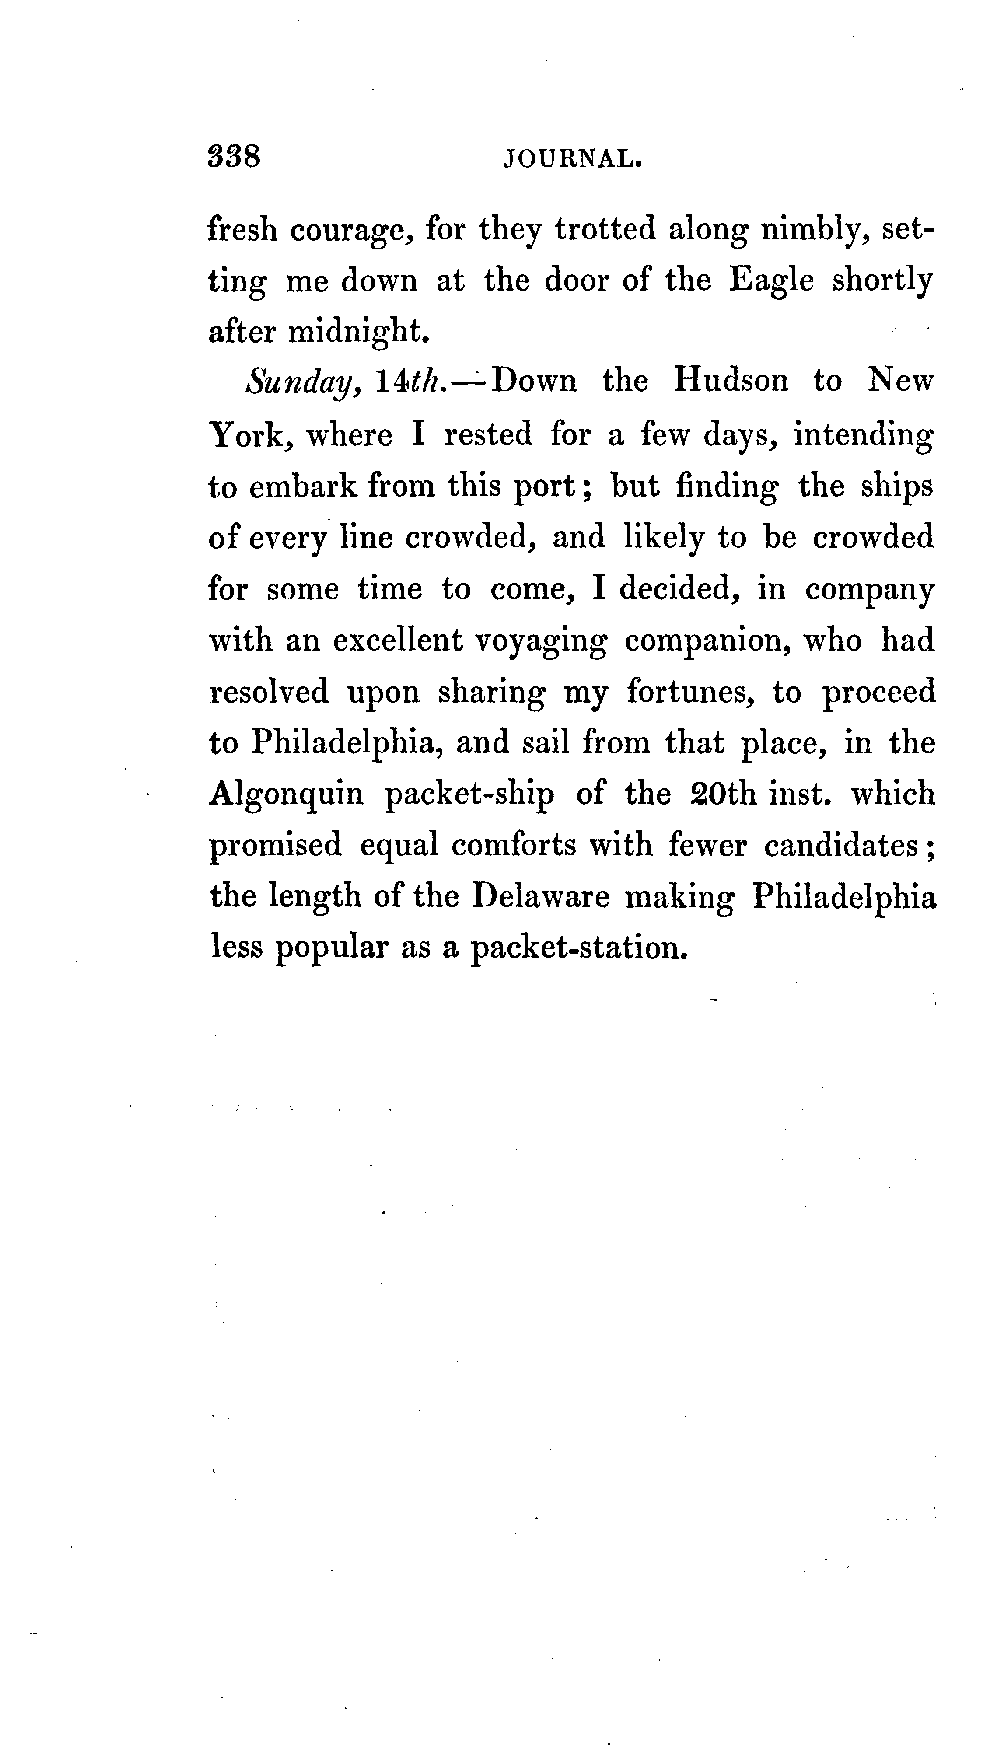 338 JOURNAL.
fresh courage, for they trotted along nimbly, set-
ting me down at the door of the Eagle shortly
after midnight.
Sunday, 14th.—Down the Hudson to New
York, where I rested for a few days, intending
to embark from this port; but finding the ships
of every line crowded, and likely to be crowded
for some time to come, I decided, in company
with an excellent voyaging companion, who had
resolved upon sharing my fortunes, to proceed
to Philadelphia, and sail from that place, in the
Algonquin packet-ship of the 20th inst. which
promised equal comforts with fewer candidates;
the length of the Delaware making Philadelphia
less popular as a packet-station.